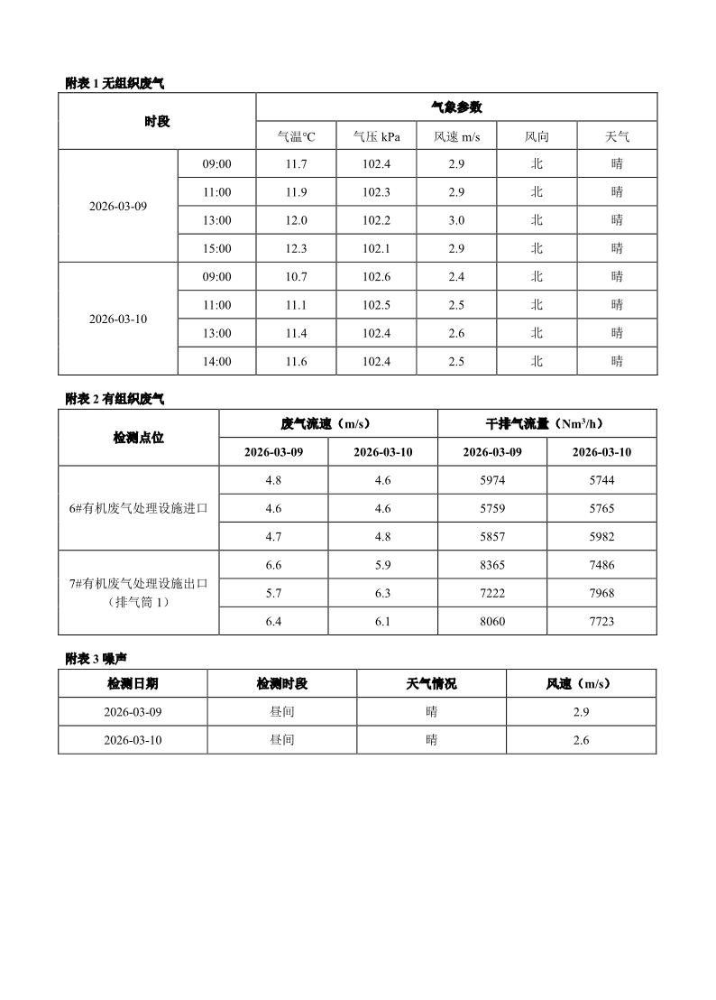 附表 1 无组织废气
时段 气象参数
气温℃ 气压 kPa 风速 m/s 风向 天气
2026-03-09 09:00 11.7 102.4 2.9 北 晴
11:00 11.9 102.3 2.9 北 晴
13:00 12.0 102.2 3.0 北 晴
15:00 12.3 102.1 2.9 北 晴
2026-03-10 09:00 10.7 102.6 2.4 北 晴
11:00 11.1 102.5 2.5 北 晴
13:00 11.4 102.4 2.6 北 晴
14:00 11.6 102.4 2.5 北 晴
附表 2 有组织废气
检测点位 废气流速（m/s） 干排气流量（Nm³/h）
2026-03-09 2026-03-10 2026-03-09 2026-03-10
6#有机废气处理设施进口 4.8 4.6 5974 5744
4.6 4.6 5759 5765
4.7 4.8 5857 5982
7#有机废气处理设施出口
（排气筒 1）
6.6 5.9 8365 7486
5.7 6.3 7222 7968
6.4 6.1 8060 7723
附表 3 噪声
检测日期 检测时段 天气情况 风速（m/s）
2026-03-09 昼间 晴 2.9
2026-03-10 昼间 晴 2.6